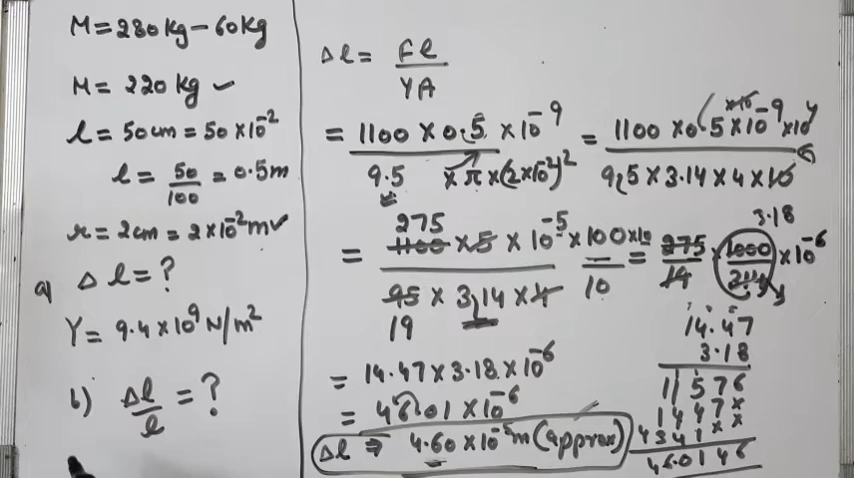 M = 280 kg - 60 kg
M = 220 kg ✓
l = 50 cm = 50 × 10⁻²
l = 50/100 = 0.5 m
r = 2 cm = 2 × 10⁻² m ✓
a) Δl = ?
Y = 9.4 × 10⁹ N/m²
b) Δl/l = ?
Δl = Fl/YA
= 1100 × 0.5 × 10⁻⁹ / 9.5 × π × (2×10⁻²)² = 1100 × 0.5 × 10⁻⁹ × 10⁴ / 9.5 × 3.14 × 4 × 10
275 3.18
= 1100 × 5 × 10⁻⁵ × 100 × 10 / 95 × 3.14 × 4 10 = 275/19 × 1000/314 × 10⁻⁶
19
= 14.47 × 3.18 × 10⁻⁶
= 46.01 × 10⁻⁶
Δl ⇒ 4.60 × 10⁻⁵ m (approx)
14.47
3.18
11576
1447×
4341××
46.0146